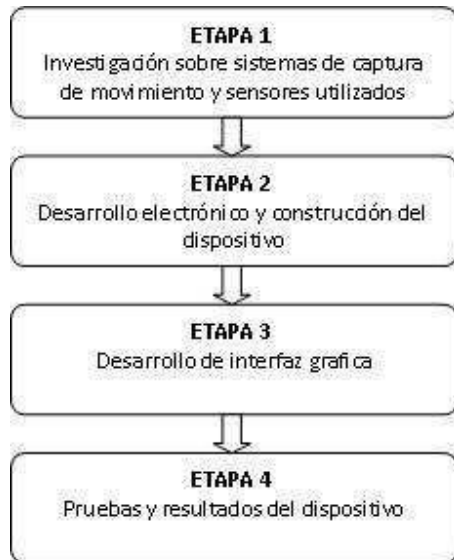 ETAPA 1
Investigación sobre sistemas de captura
de movimiento y sensores utilizados
ETAPA 2
Desarrollo electrónico y construcción del
dispositivo
ETAPA 3
Desarrollo de interfaz grafica
ETAPA 4
Pruebas y resultados del dispositivo